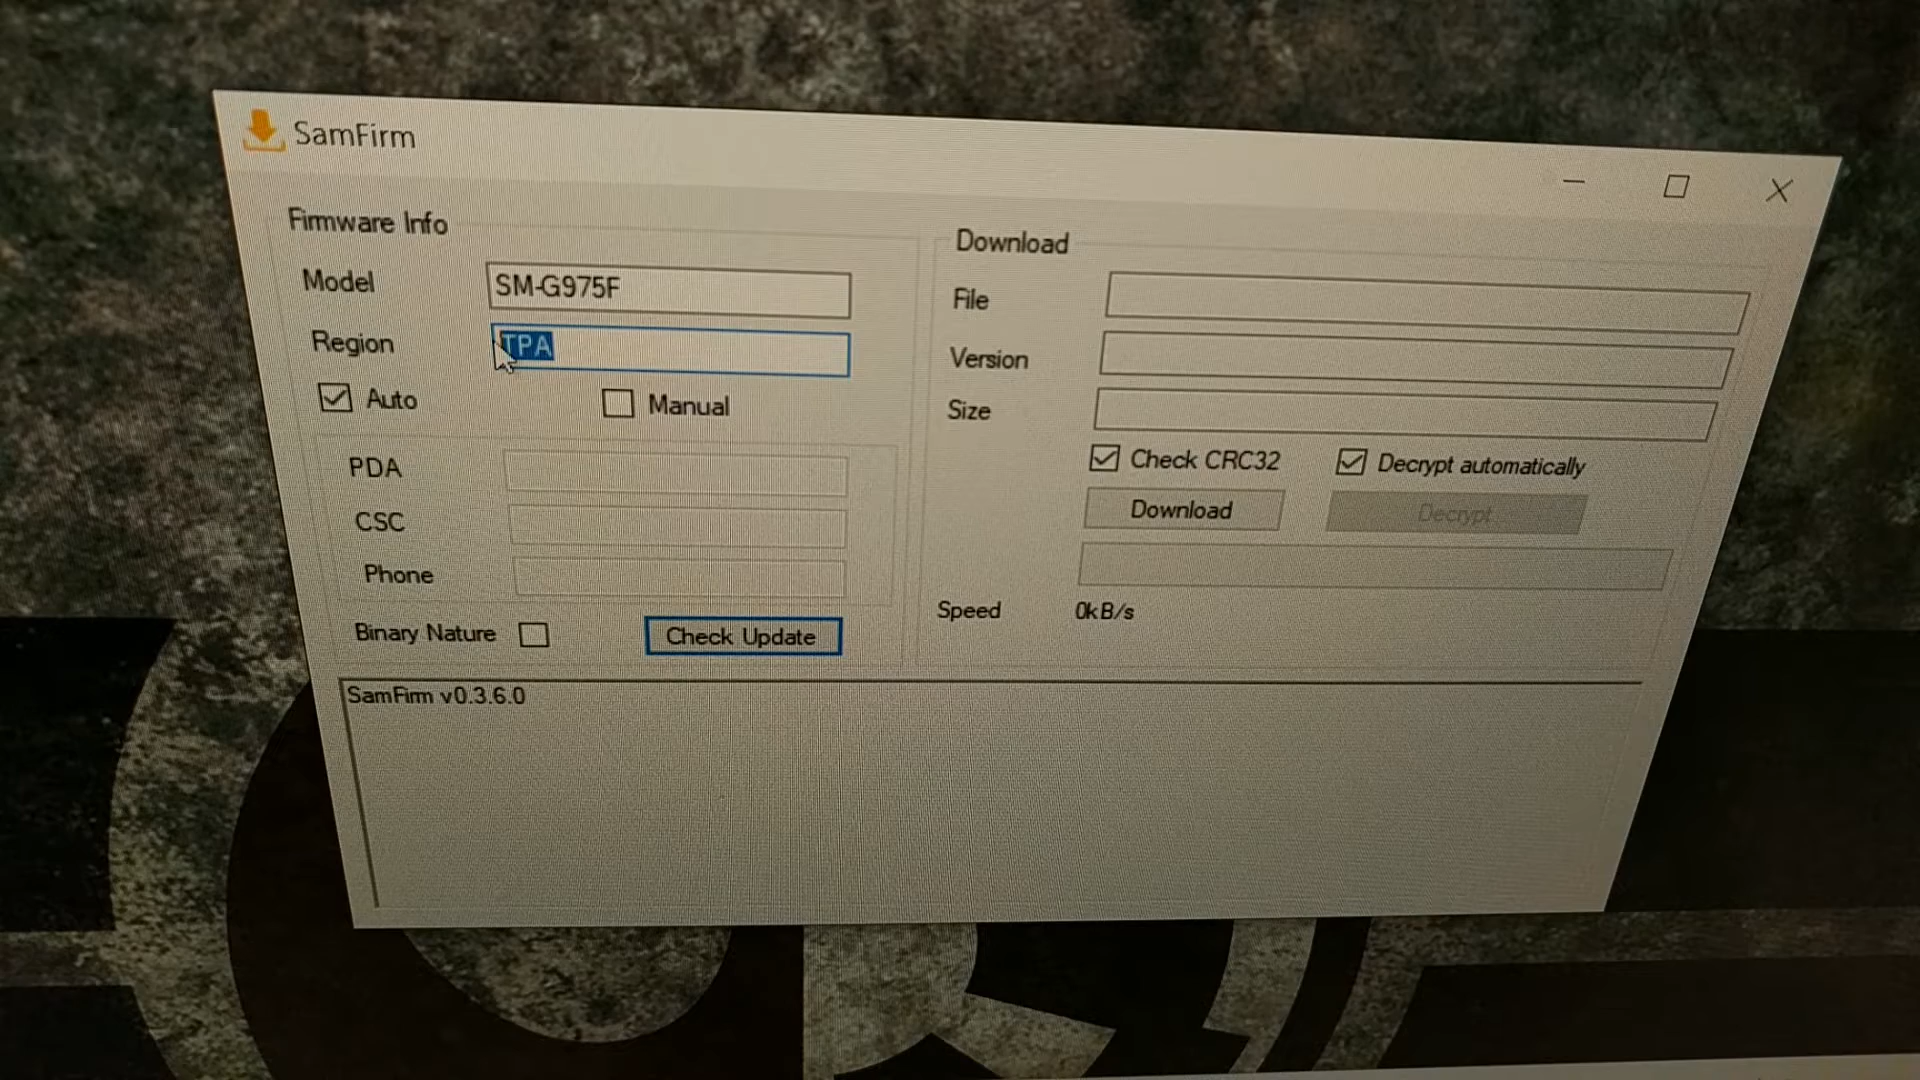 SamFirm
Firmware Info
Model
SM-G975F
Region
TPA
Auto
Manual
PDA
CSC
Phone
Binary Nature
Check Update
Download
File
Version
Size
Check CRC32
Decrypt automatically
Download
Decrypt
Speed
0kB/s
SamFirm v0.3.6.0